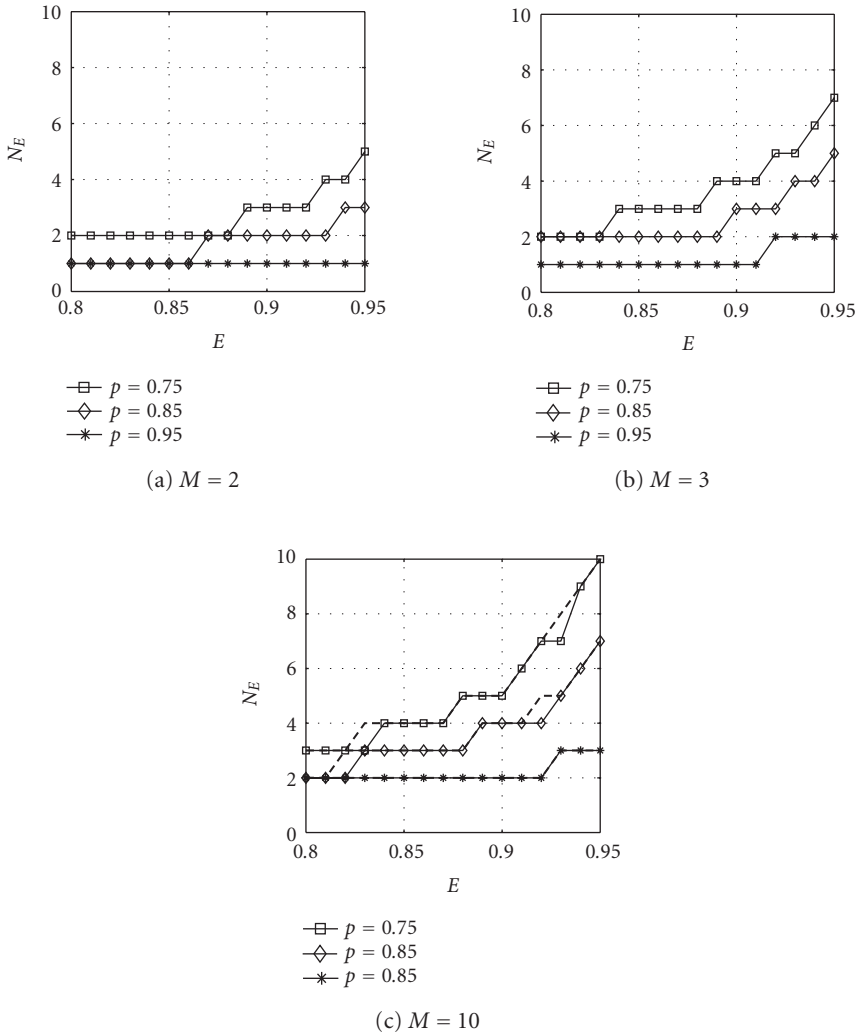 10
8
6
4
2
0
N_E
0.8 0.85 0.9 0.95
E
p = 0.75
p = 0.85
p = 0.95
(a) M = 2
10
8
6
4
2
0
N_E
0.8 0.85 0.9 0.95
E
p = 0.75
p = 0.85
p = 0.95
(b) M = 3
10
8
6
4
2
0
N_E
0.8 0.85 0.9 0.95
E
p = 0.75
p = 0.85
p = 0.85
(c) M = 10